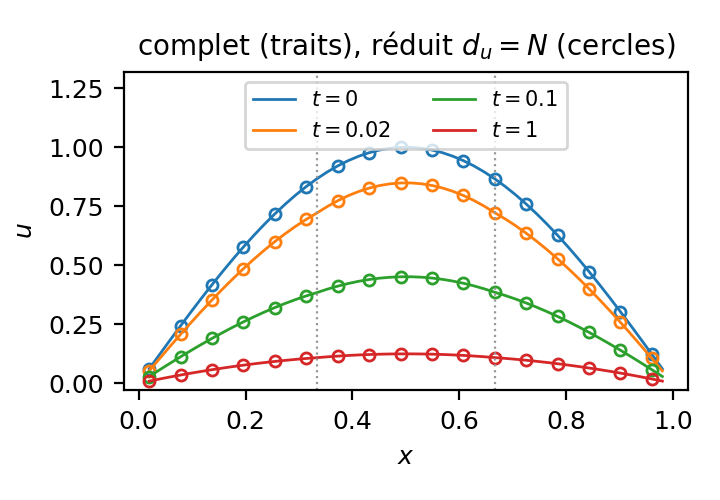 complet (traits), réduit $d_u = N$ (cercles)
1.25
1.00
0.75
0.50
0.25
0.00
u
t = 0
t = 0.02
t = 0.1
t = 1
0.0 0.2 0.4 0.6 0.8 1.0
x